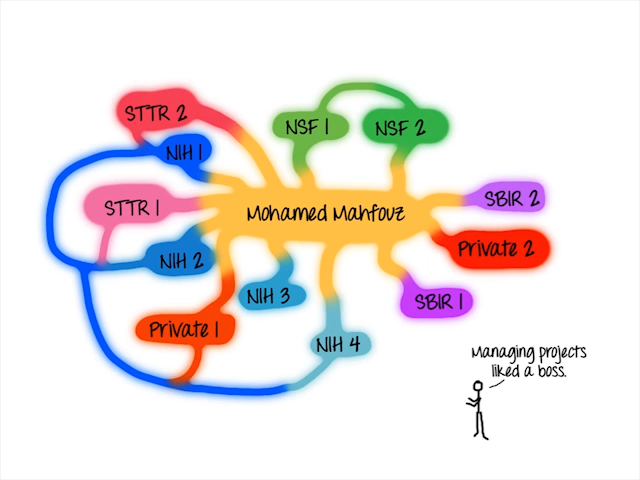 STTR 2
NSF 1
NSF 2
NIH 1
STTR 1
Mohamed Mahfouz
SBIR 2
Private 2
NIH 2
NIH 3
SBIR 1
Private 1
NIH 4
Managing projects
liked a boss.